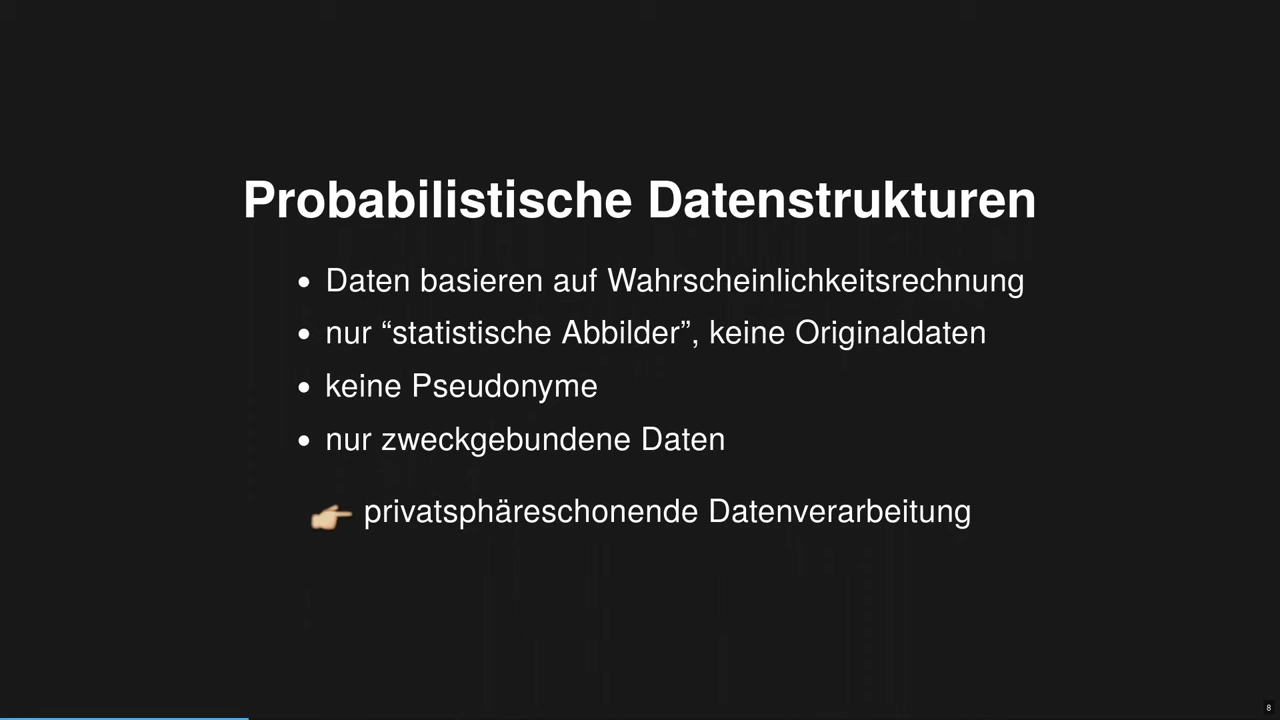 Probabilistische Datenstrukturen
• Daten basieren auf Wahrscheinlichkeitsrechnung
• nur “statistische Abbilder”, keine Originaldaten
• keine Pseudonyme
• nur zweckgebundene Daten
👉🏼 privatsphäreschonende Datenverarbeitung
8